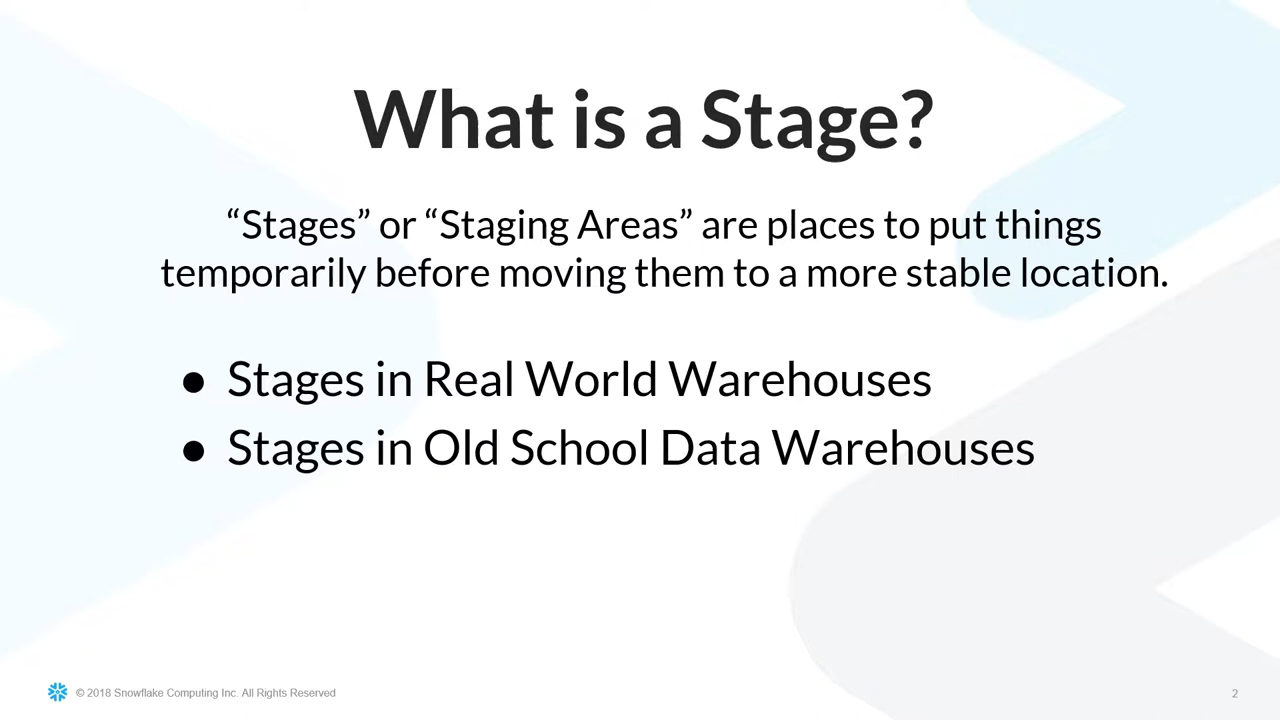 What is a Stage?
“Stages” or “Staging Areas” are places to put things
temporarily before moving them to a more stable location.
● Stages in Real World Warehouses
● Stages in Old School Data Warehouses
© 2018 Snowflake Computing Inc. All Rights Reserved
2